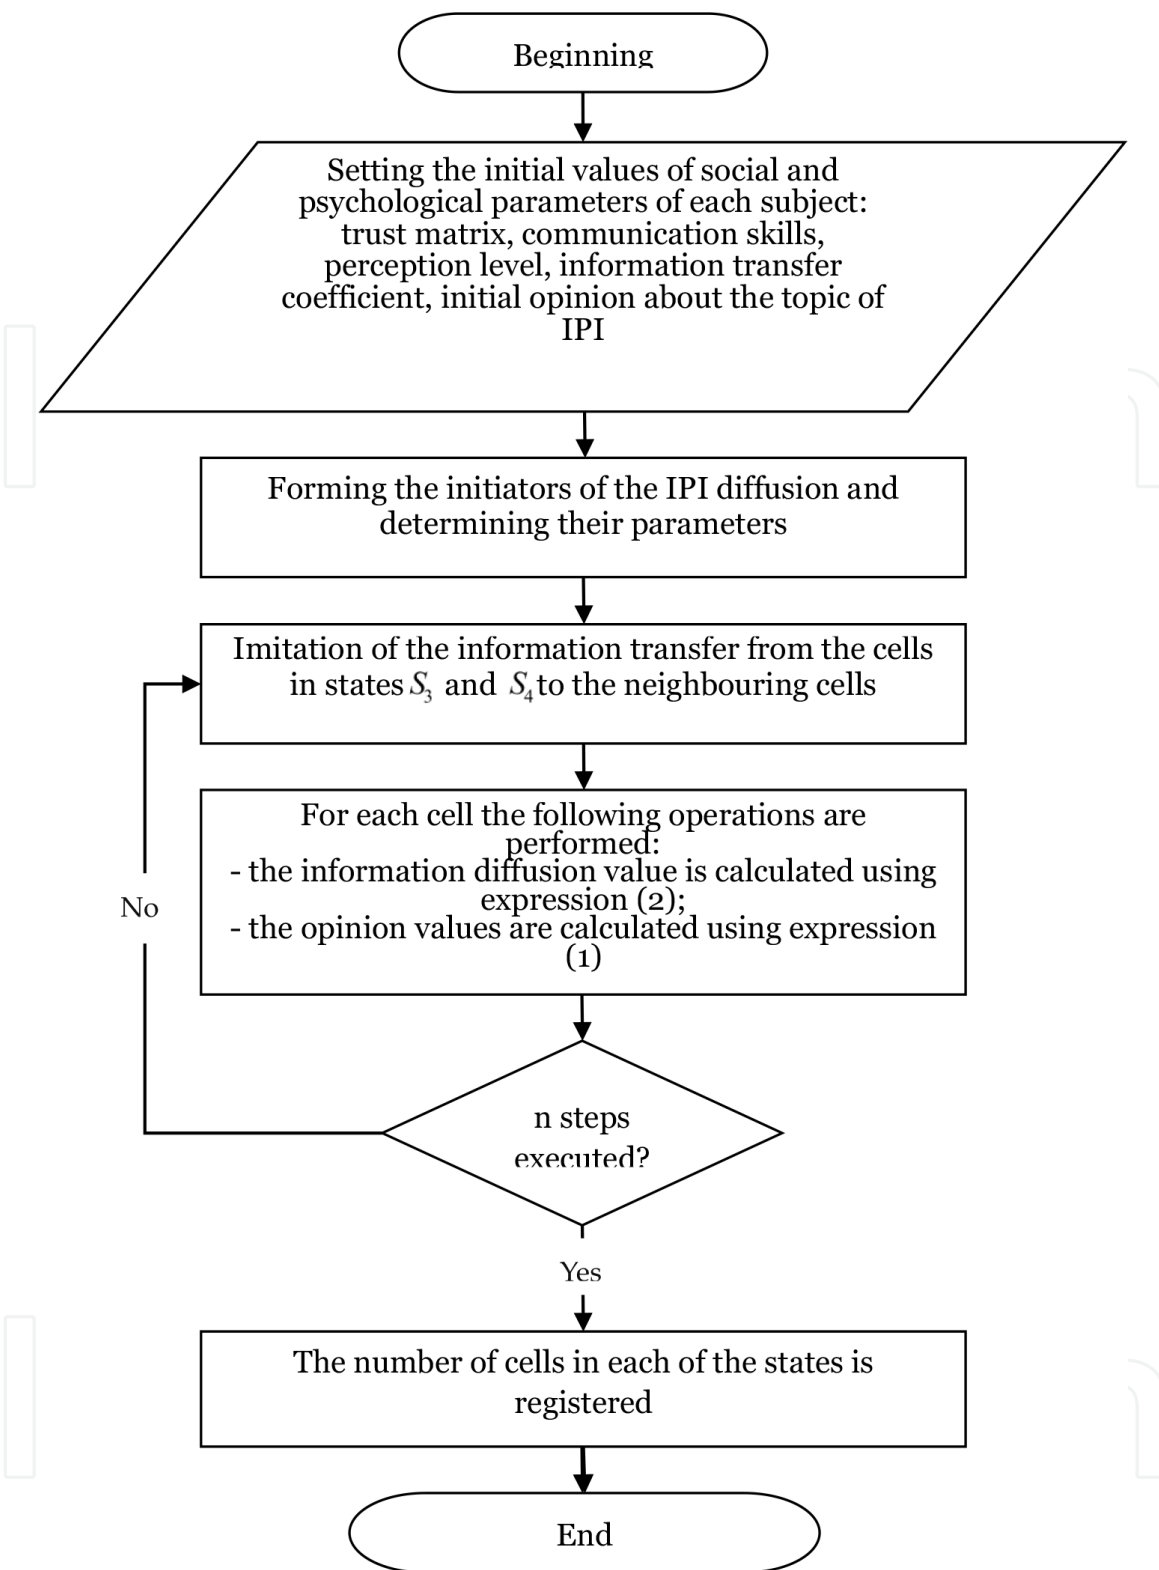 Beginning
Setting the initial values of social and
psychological parameters of each subject:
trust matrix, communication skills,
perception level, information transfer
coefficient, initial opinion about the topic of
IPI
Forming the initiators of the IPI diffusion and
determining their parameters
Imitation of the information transfer from the cells
in states S₃ and S₄ to the neighbouring cells
For each cell the following operations are
performed:
- the information diffusion value is calculated using
expression (2);
- the opinion values are calculated using expression
(1)
No
n steps
executed?
Yes
The number of cells in each of the states is
registered
End